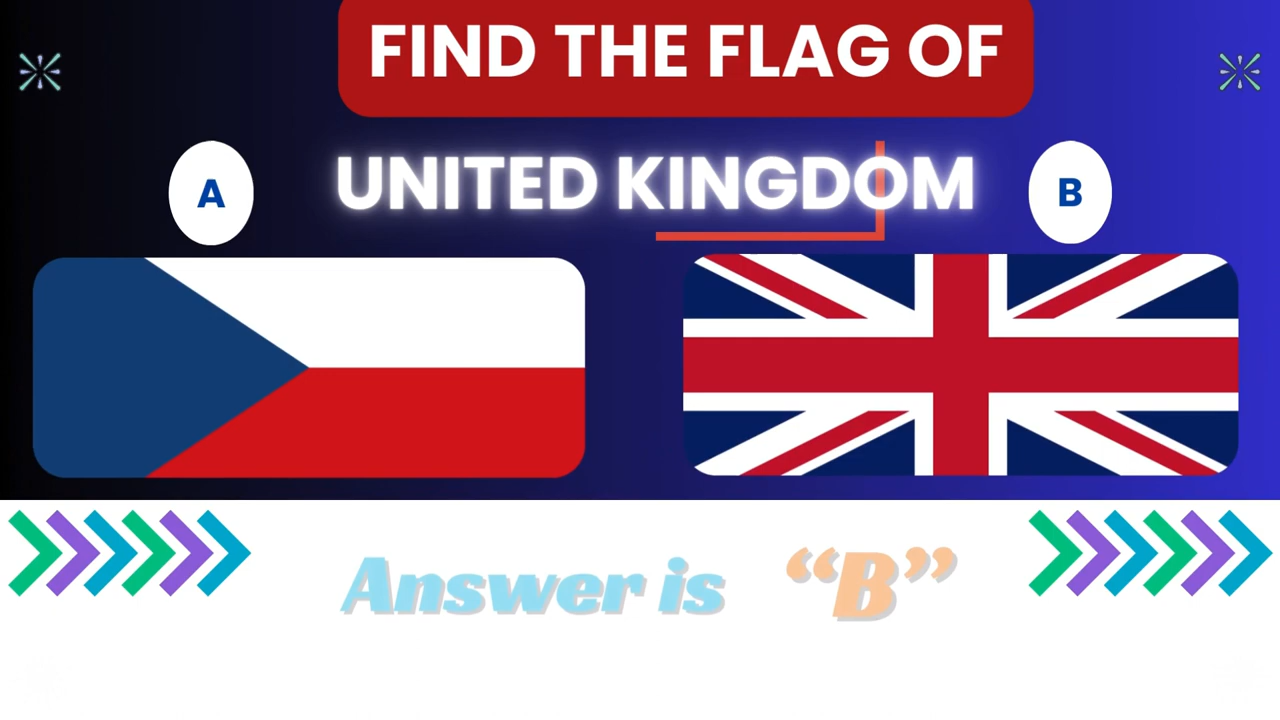 FIND THE FLAG OF
UNITED KINGDOM
A
B
Answer is “B”